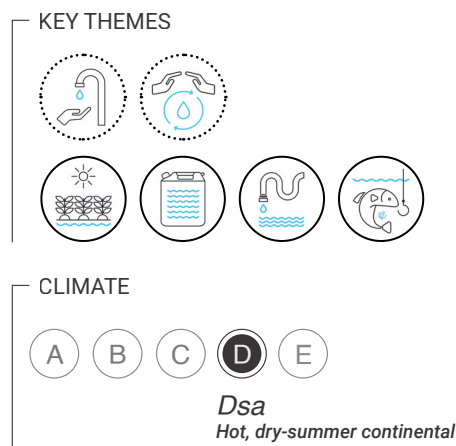 KEY THEMES
CLIMATE
A B C D E
Dsa
Hot, dry-summer continental